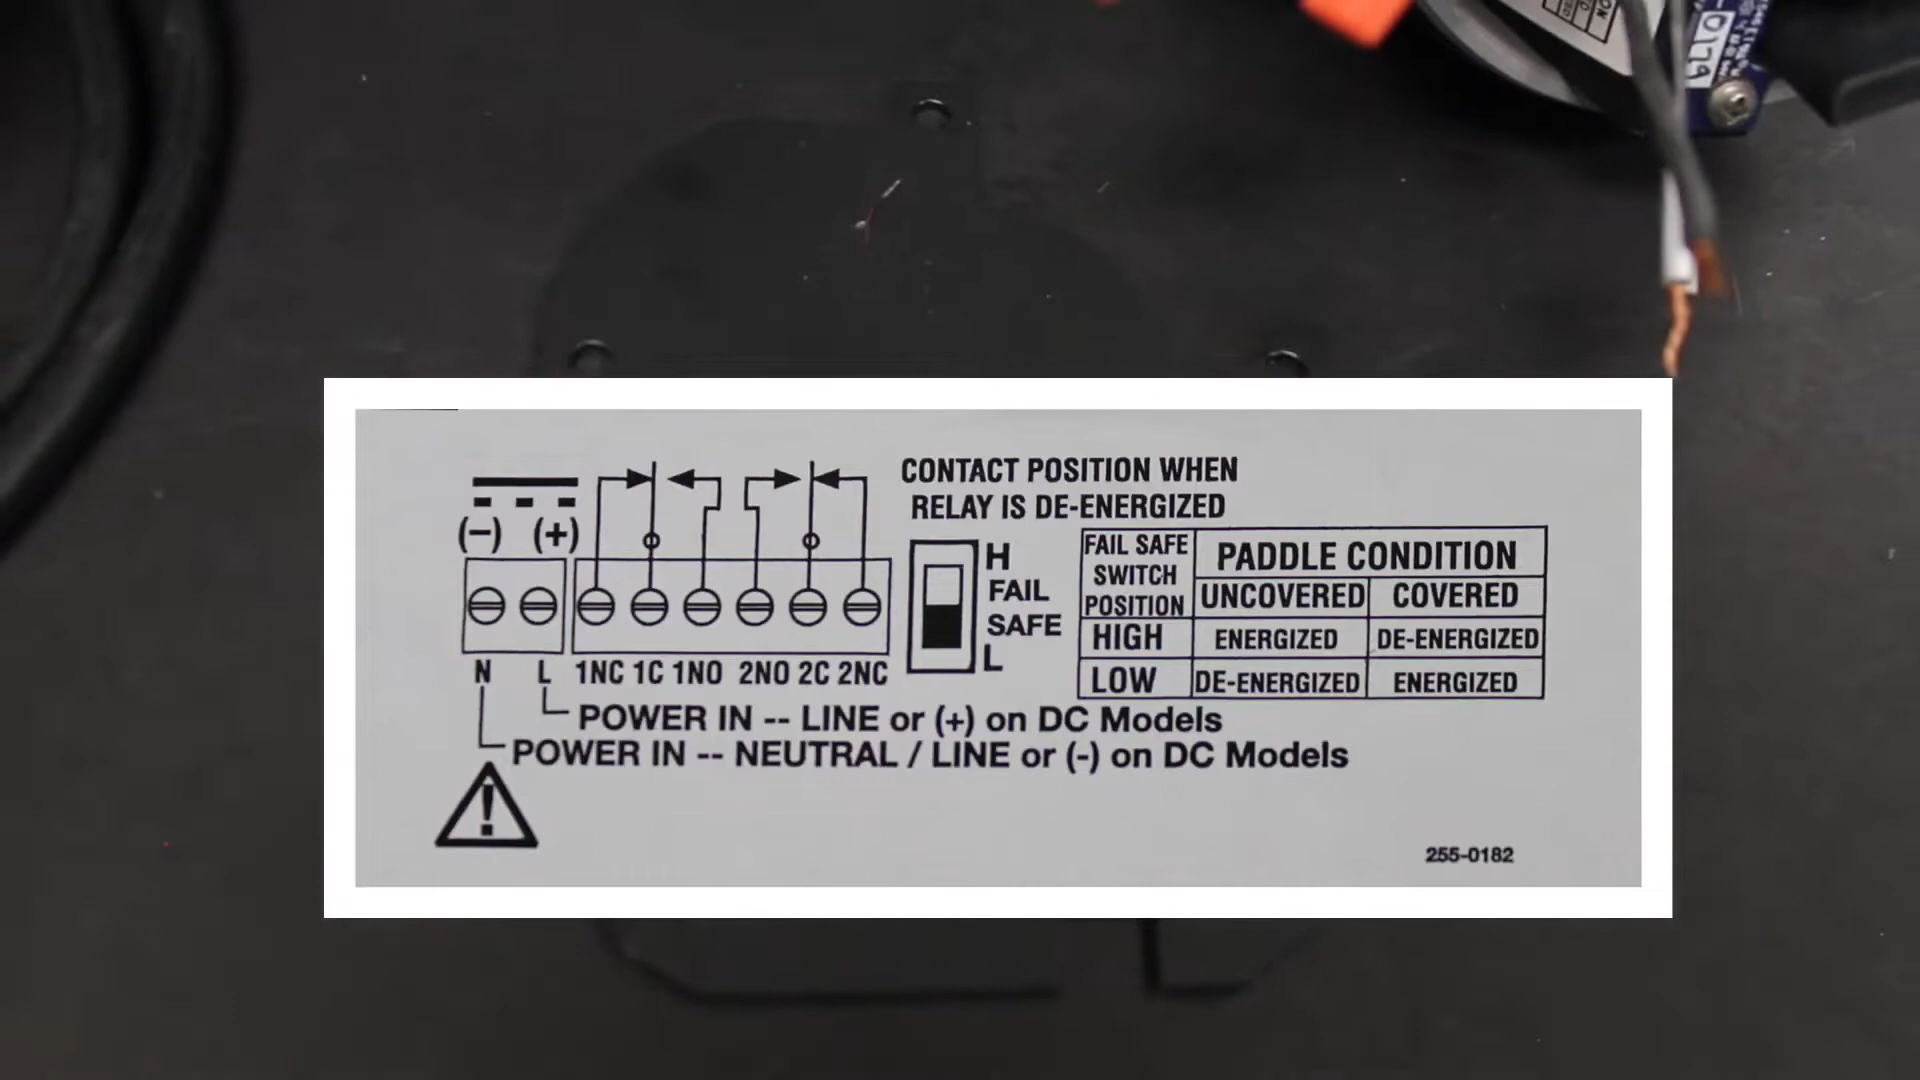 ON
0179
CONTACT POSITION WHEN
RELAY IS DE-ENERGIZED
(−) (+)
H
FAIL
SAFE
L
FAIL SAFE
SWITCH
POSITION
PADDLE CONDITION
UNCOVERED COVERED
HIGH ENERGIZED DE-ENERGIZED
LOW DE-ENERGIZED ENERGIZED
N L 1NC 1C 1NO 2NO 2C 2NC
POWER IN -- LINE or (+) on DC Models
POWER IN -- NEUTRAL / LINE or (-) on DC Models
!
255-0182